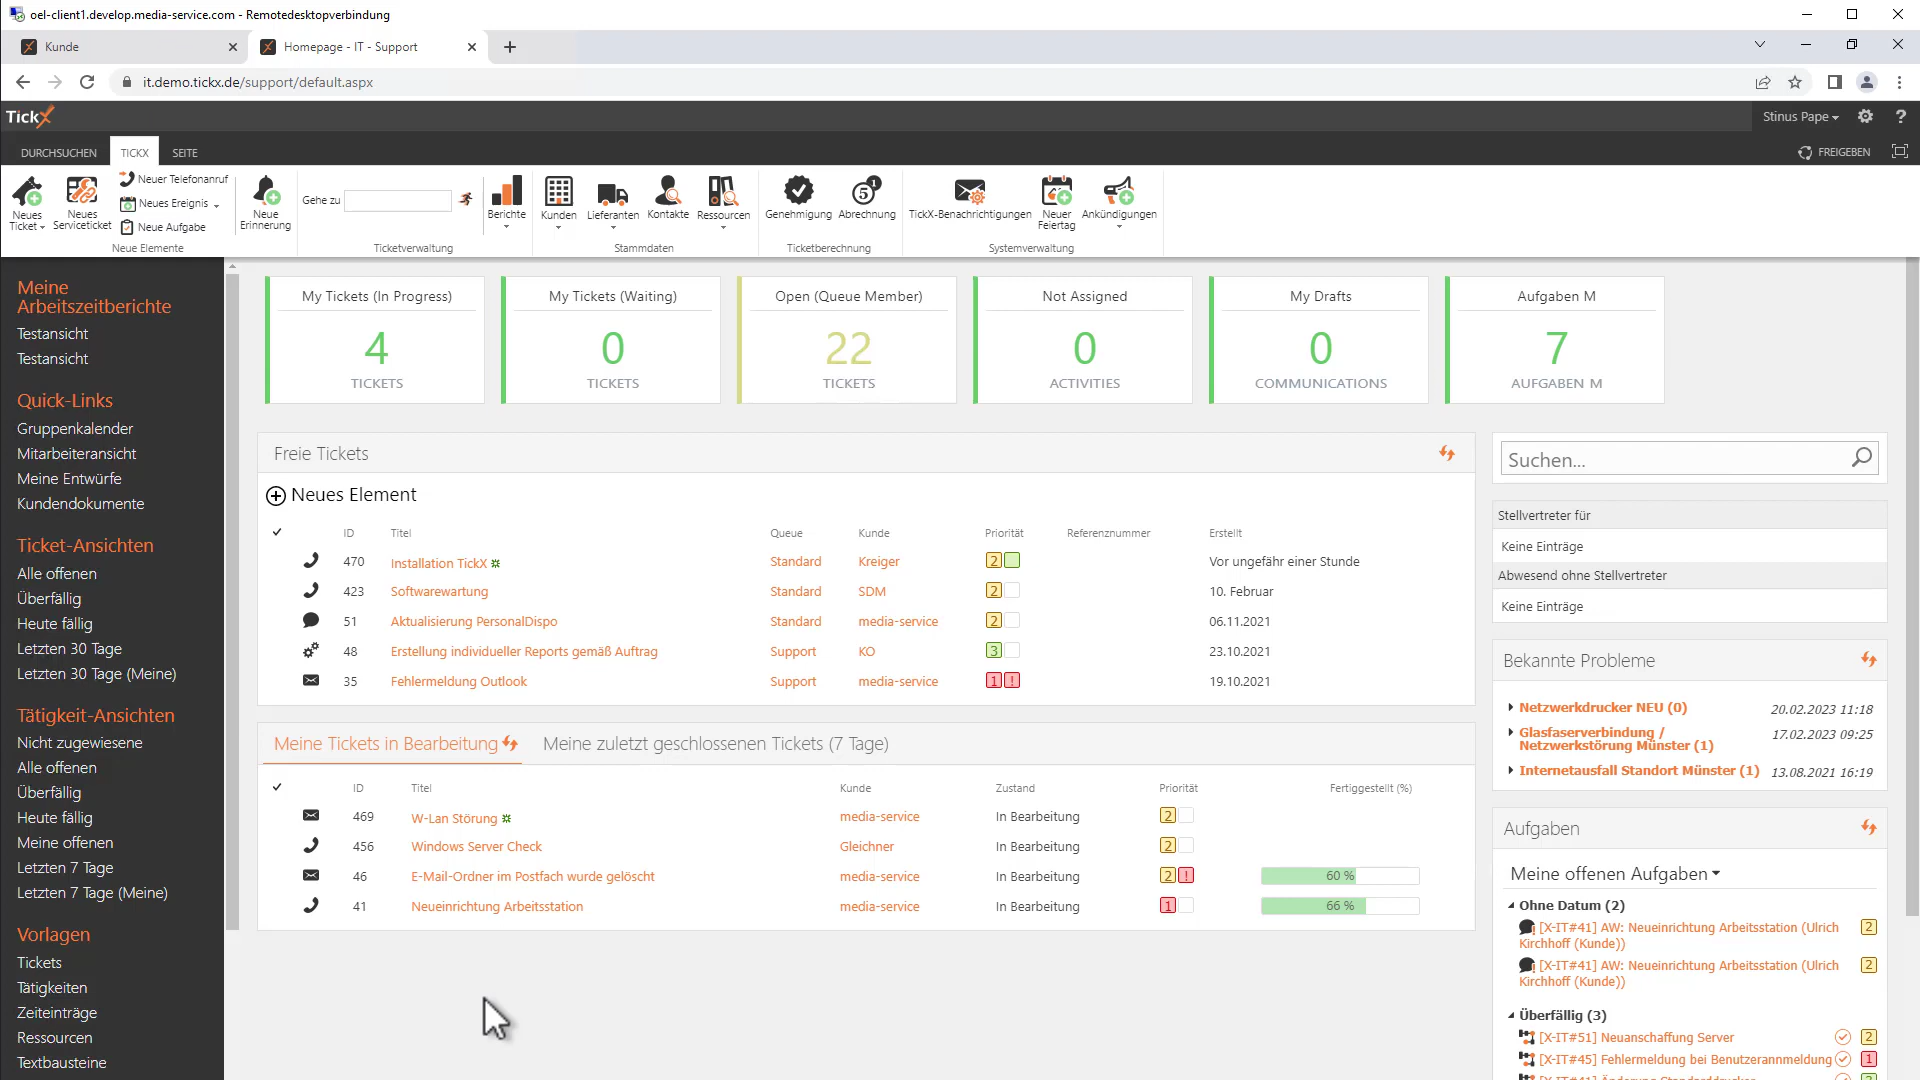 oel-client1.develop.media-service.com - Remotedesktopverbindung
Kunde
Homepage - IT - Support
it.demo.tickx.de/support/default.aspx
TickX
Stinus Pape
?
DURCHSUCHEN
TICKX
SEITE
FREIGEBEN
Neues Ticket
Neues Serviceticket
Neuer Telefonanruf
Neues Ereignis
Neue Aufgabe
Neue Erinnerung
Neue Elemente
Gehe zu
Berichte
Ticketverwaltung
Kunden
Lieferanten
Kontakte
Ressourcen
Stammdaten
Genehmigung
Abrechnung
Ticketberechnung
TickX-Benachrichtigungen
Neuer Feiertag
Ankündigungen
Systemverwaltung
Meine
Arbeitszeitberichte
Testansicht
Testansicht
Quick-Links
Gruppenkalender
Mitarbeiteransicht
Meine Entwürfe
Kundendokumente
Ticket-Ansichten
Alle offenen
Überfällig
Heute fällig
Letzten 30 Tage
Letzten 30 Tage (Meine)
Tätigkeit-Ansichten
Nicht zugewiesene
Alle offenen
Überfällig
Heute fällig
Meine offenen
Letzten 7 Tage
Letzten 7 Tage (Meine)
Vorlagen
Tickets
Tätigkeiten
Zeiteinträge
Ressourcen
Textbausteine
My Tickets (In Progress)
4
TICKETS
My Tickets (Waiting)
0
TICKETS
Open (Queue Member)
22
TICKETS
Not Assigned
0
ACTIVITIES
My Drafts
0
COMMUNICATIONS
Aufgaben M
7
AUFGABEN M
Freie Tickets
Neues Element
ID Titel Queue Kunde Priorität Referenznummer Erstellt
470 Installation TickX Standard Kreiger 2 Vor ungefähr einer Stunde
423 Softwarewartung Standard SDM 2 10. Februar
51 Aktualisierung PersonalDispo Standard media-service 2 06.11.2021
48 Erstellung individueller Reports gemäß Auftrag Support KO 3 23.10.2021
35 Fehlermeldung Outlook Support media-service 1 ! 19.10.2021
Meine Tickets in Bearbeitung
Meine zuletzt geschlossenen Tickets (7 Tage)
ID Titel Kunde Zustand Priorität Fertiggestellt (%)
469 W-Lan Störung media-service In Bearbeitung 2
456 Windows Server Check Gleichner In Bearbeitung 2
46 E-Mail-Ordner im Postfach wurde gelöscht media-service In Bearbeitung 2 ! 60 %
41 Neueinrichtung Arbeitsstation media-service In Bearbeitung 1 66 %
Suchen...
Stellvertreter für
Keine Einträge
Abwesend ohne Stellvertreter
Keine Einträge
Bekannte Probleme
Netzwerkdrucker NEU (0) 20.02.2023 11:18
Glasfaserverbindung / 17.02.2023 09:25
Netzwerkstörung Münster (1)
Internetausfall Standort Münster (1) 13.08.2021 16:19
Aufgaben
Meine offenen Aufgaben
Ohne Datum (2)
[X-IT#41] AW: Neueinrichtung Arbeitsstation (Ulrich 2
Kirchhoff (Kunde))
[X-IT#41] AW: Neueinrichtung Arbeitsstation (Ulrich 2
Kirchhoff (Kunde))
Überfällig (3)
[X-IT#51] Neuanschaffung Server 2
[X-IT#45] Fehlermeldung bei Benutzerannmeldung 1